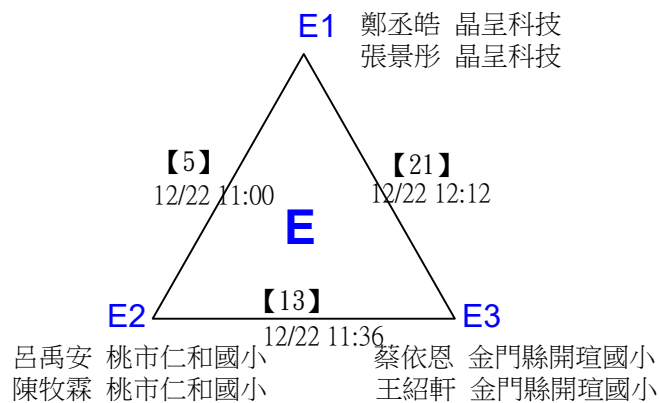 E1 鄭丞皓 晶呈科技
張景彤 晶呈科技
【5】
12/22 11:00
【21】
12/22 12:12
E
【13】
12/22 11:36
E2
E3
呂禹安 桃市仁和國小
陳牧霖 桃市仁和國小
蔡依恩 金門縣開瑄國小
王紹軒 金門縣開瑄國小